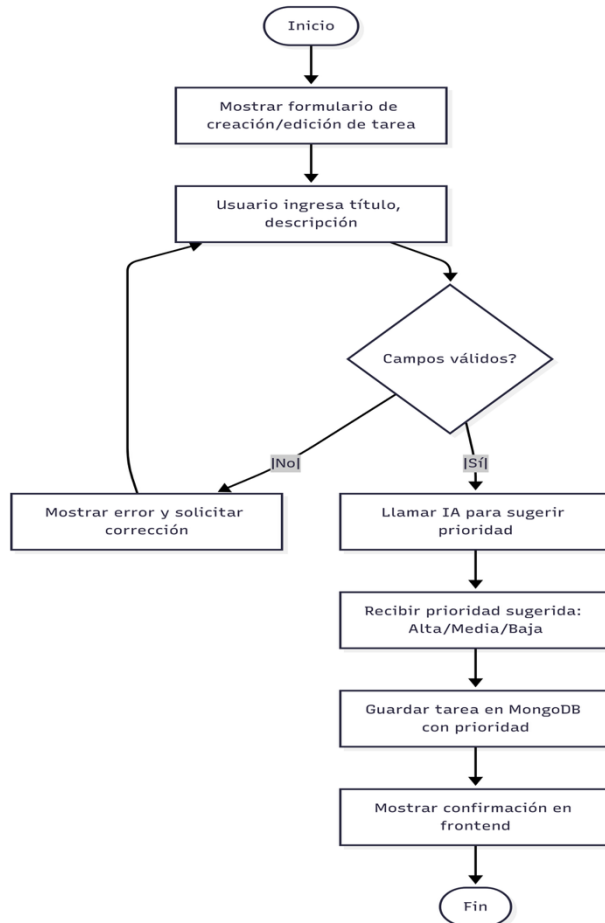 Inicio
Mostrar formulario de
creación/edición de tarea
Usuario ingresa título,
descripción
Campos válidos?
|No|
|Sí|
Mostrar error y solicitar
corrección
Llamar IA para sugerir
prioridad
Recibir prioridad sugerida:
Alta/Media/Baja
Guardar tarea en MongoDB
con prioridad
Mostrar confirmación en
frontend
Fin